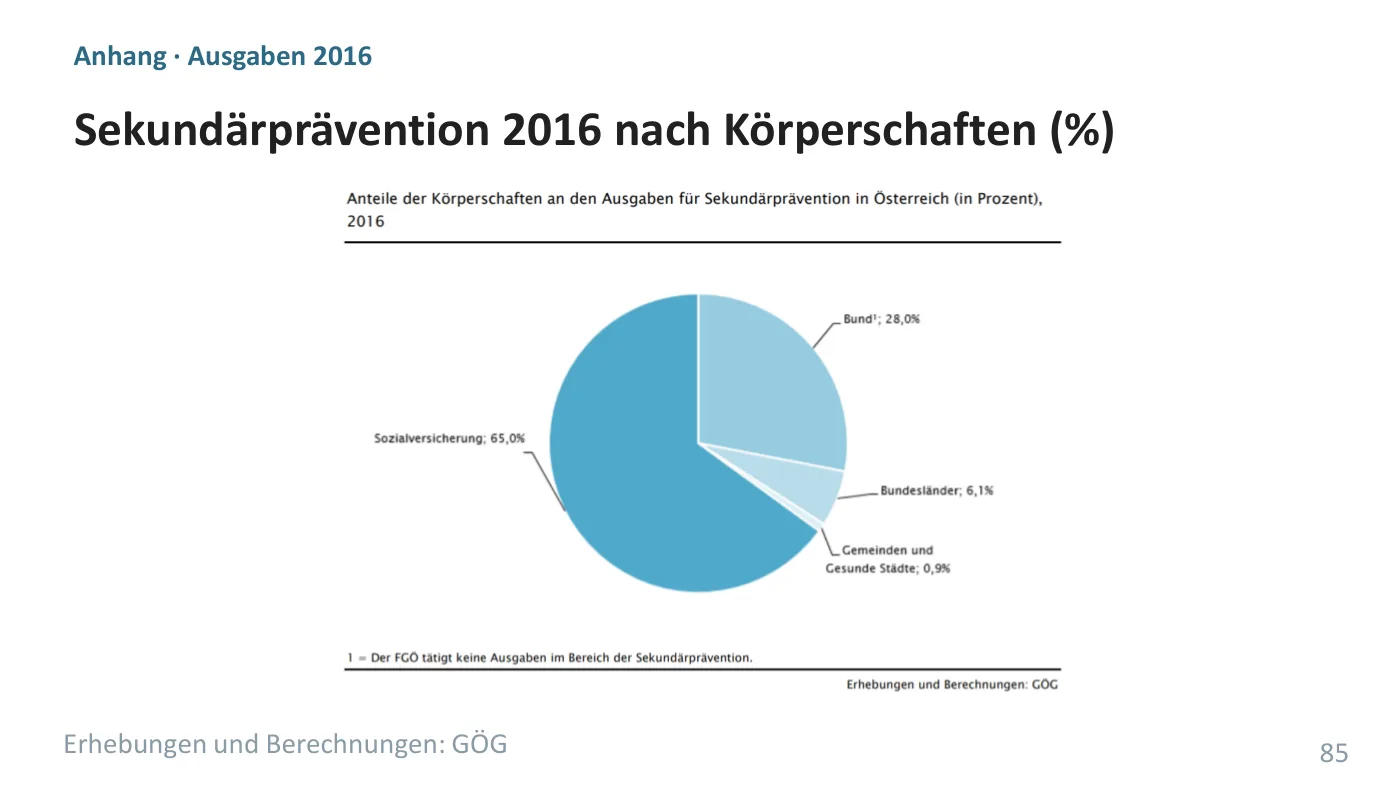 Anhang · Ausgaben 2016
Sekundärprävention 2016 nach Körperschaften (%)
Anteile der Körperschaften an den Ausgaben für Sekundärprävention in Österreich (in Prozent),
2016
Bund¹; 28,0%
Sozialversicherung; 65,0%
Bundesländer; 6,1%
Gemeinden und
Gesunde Städte; 0,9%
1 = Der FGÖ tätigt keine Ausgaben im Bereich der Sekundärprävention.
Erhebungen und Berechnungen: GÖG
Erhebungen und Berechnungen: GÖG
85